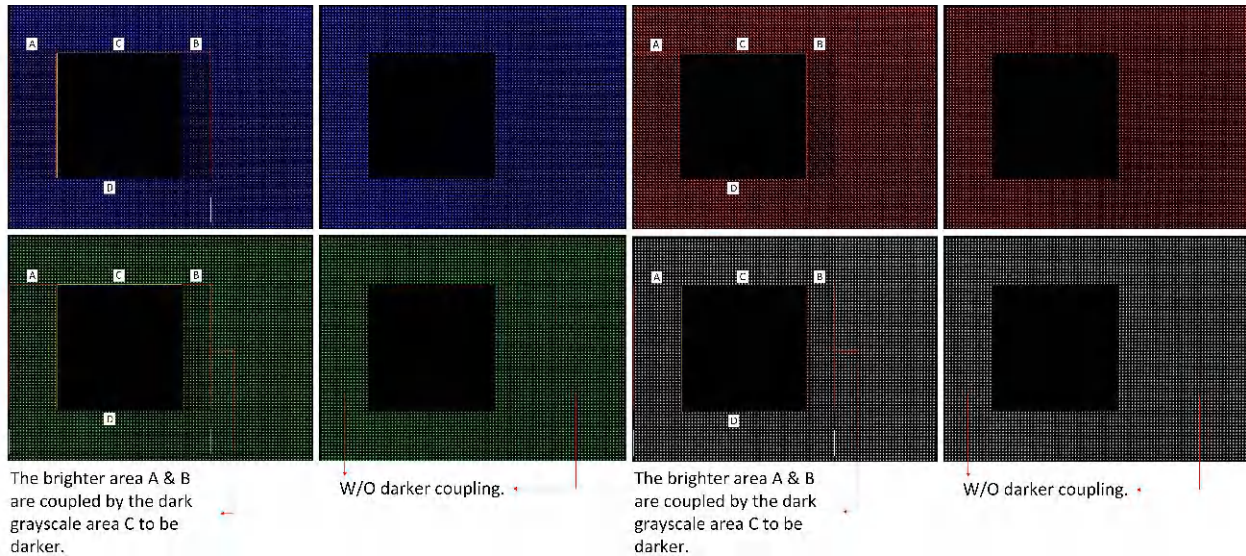 A C B
A C B
D
D
A C B
A C B
D
D
The brighter area A & B
are coupled by the dark
grayscale area C to be
darker.
W/O darker coupling.
The brighter area A & B
are coupled by the dark
grayscale area C to be
darker.
W/O darker coupling.